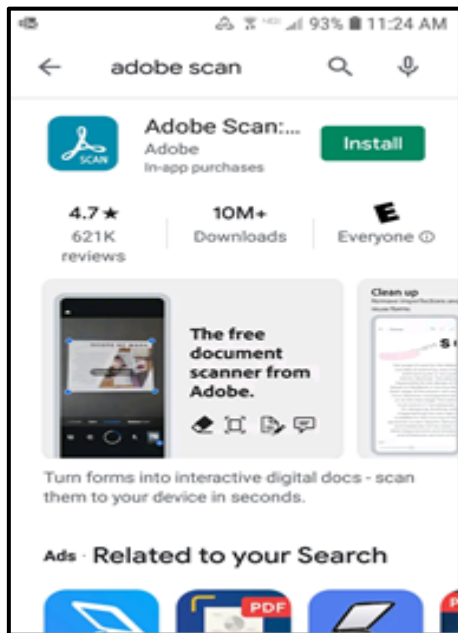 93% 11:24 AM
adobe scan
Adobe Scan:...
Adobe
In-app purchases
Install
SCAN
4.7★
621K
reviews
10M+
Downloads
E
Everyone
The free
document
scanner from
Adobe.
Clean up
Turn forms into interactive digital docs - scan
them to your device in seconds.
Ads · Related to your Search
PDF